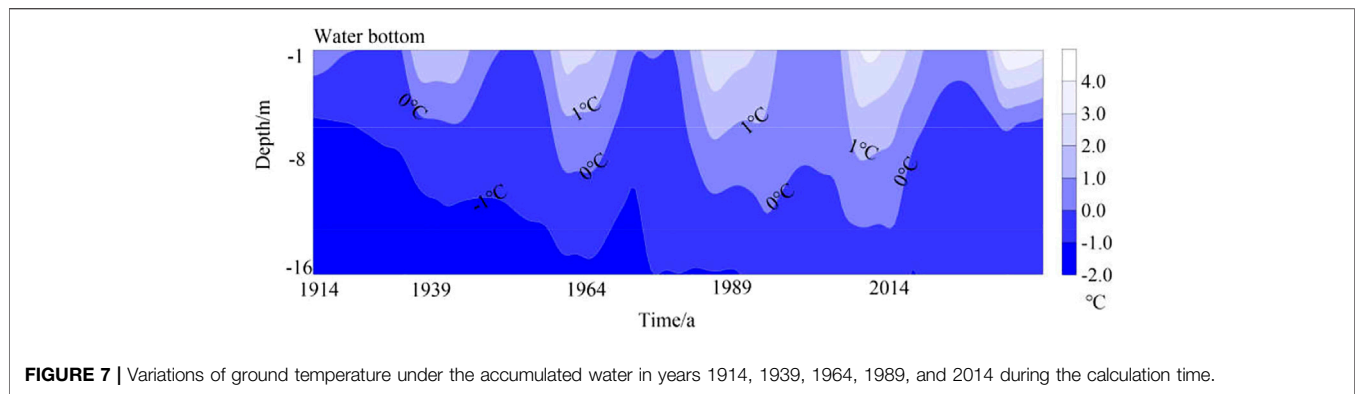 Water bottom
-1
-8
-16
Depth/m
0°C
-1°C
1°C
0°C
1°C
0°C
1°C
0°C
1914
1939
1964
1989
2014
Time/a
4.0
3.0
2.0
1.0
0.0
-1.0
-2.0
°C
FIGURE 7 | Variations of ground temperature under the accumulated water in years 1914, 1939, 1964, 1989, and 2014 during the calculation time.